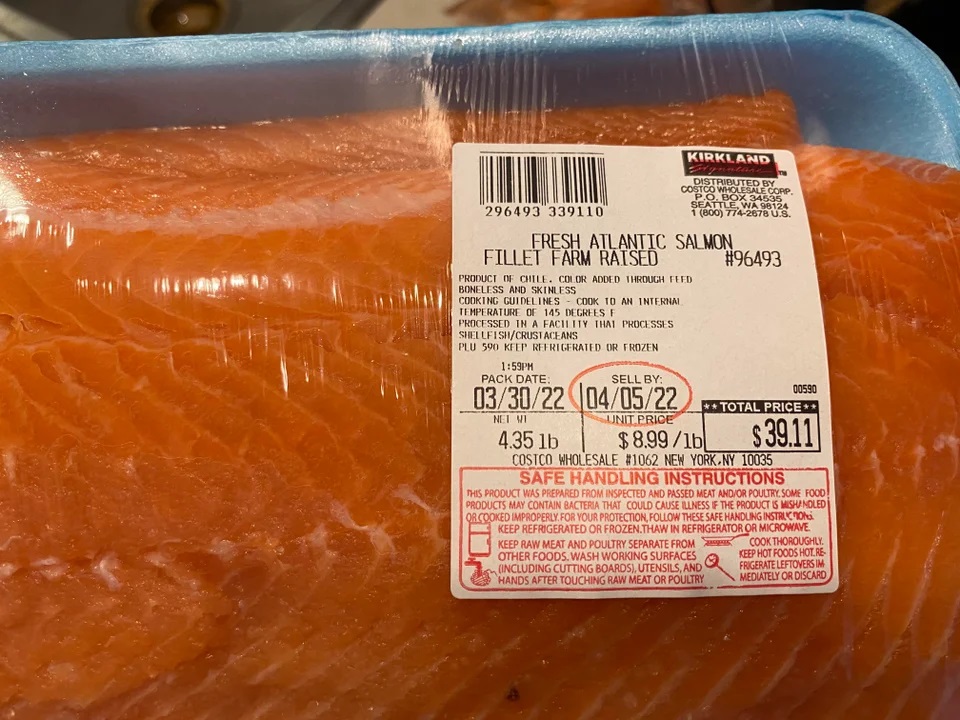 296493 339110
KIRKLAND
Signature
DISTRIBUTED BY
COSTCO WHOLESALE CORP.
P.O. BOX 34535
SEATTLE, WA 98124
1 (800) 774-2678 U.S.
FRESH ATLANTIC SALMON
FILLET FARM RAISED #96493
PRODUCT OF CHILE. COLOR ADDED THROUGH FEED
BONELESS AND SKINLESS
COOKING GUIDELINES - COOK TO AN INTERNAL
TEMPERATURE OF 145 DEGREES F
PROCESSED IN A FACILITY THAT PROCESSES
SHELLFISH/CRUSTACEANS
PLU 590 KEEP REFRIGERATED OR FROZEN
1:59PM
PACK DATE: SELL BY: 00590
03/30/22 04/05/22 **TOTAL PRICE**
NET WT UNIT PRICE
4.35 lb $8.99/lb $39.11
COSTCO WHOLESALE #1062 NEW YORK,NY 10035
SAFE HANDLING INSTRUCTIONS
THIS PRODUCT WAS PREPARED FROM INSPECTED AND PASSED MEAT AND/OR POULTRY. SOME FOOD
PRODUCTS MAY CONTAIN BACTERIA THAT COULD CAUSE ILLNESS IF THE PRODUCT IS MISHANDLED
OR COOKED IMPROPERLY. FOR YOUR PROTECTION, FOLLOW THESE SAFE HANDLING INSTRUCTIONS.
KEEP REFRIGERATED OR FROZEN. THAW IN REFRIGERATOR OR MICROWAVE.
KEEP RAW MEAT AND POULTRY SEPARATE FROM
OTHER FOODS. WASH WORKING SURFACES
(INCLUDING CUTTING BOARDS), UTENSILS, AND
HANDS AFTER TOUCHING RAW MEAT OR POULTRY
COOK THOROUGHLY.
KEEP HOT FOODS HOT. RE-
FRIGERATE LEFTOVERS IM-
MEDIATELY OR DISCARD